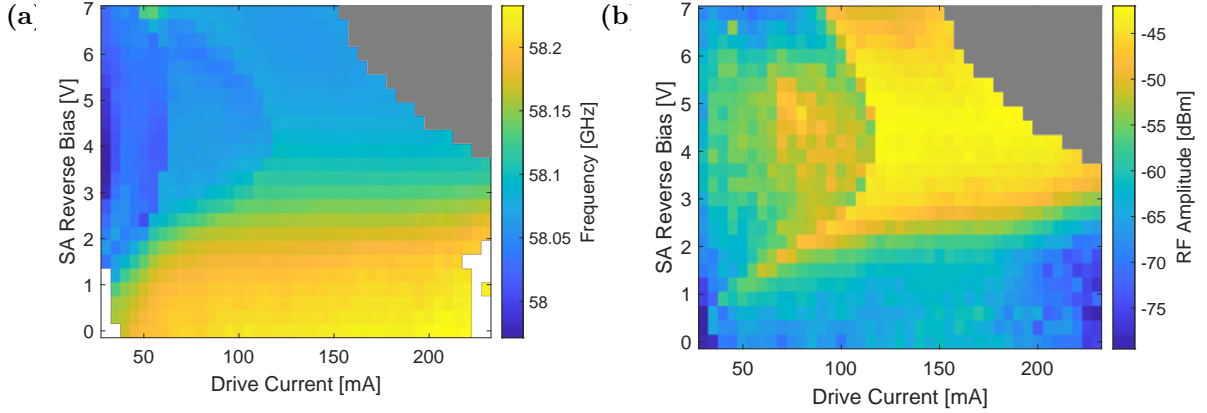 (a)
7
6
5
4
3
2
1
0
SA Reverse Bias [V]
50 100 150 200
Drive Current [mA]
58.2
58.15
58.1
58.05
58
Frequency [GHz]
(b)
7
6
5
4
3
2
1
0
SA Reverse Bias [V]
50 100 150 200
Drive Current [mA]
-45
-50
-55
-60
-65
-70
-75
RF Amplitude [dBm]